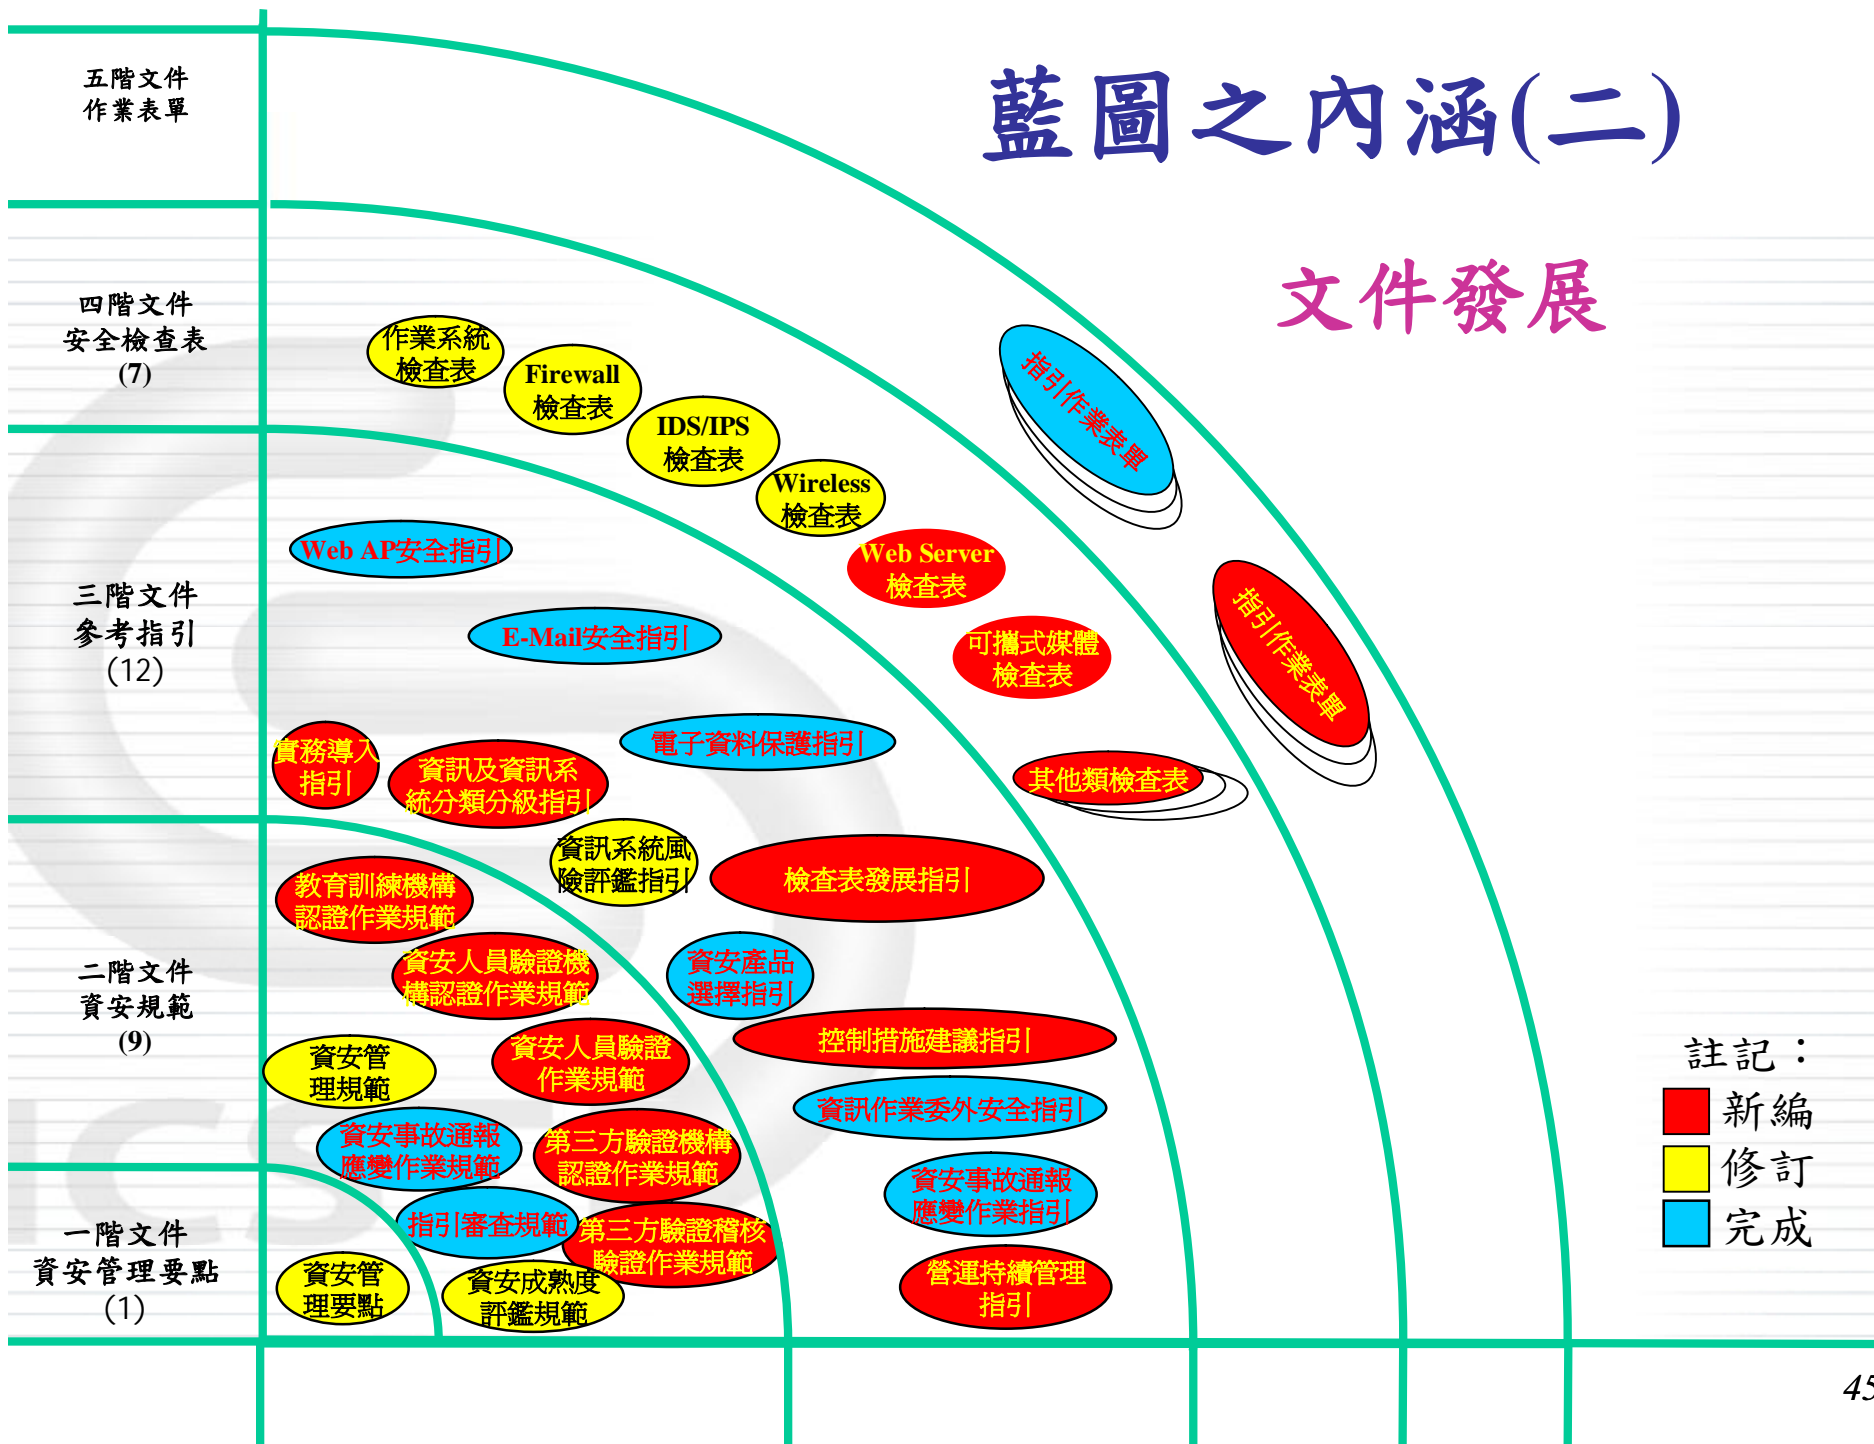 藍圖之內涵(二)
文件發展
五階文件
作業表單
四階文件
安全檢查表
(7)
三階文件
參考指引
(12)
二階文件
資安規範
(9)
一階文件
資安管理要點
(1)
指引作業表單
指引作業表單
作業系統
檢查表
Firewall
檢查表
IDS/IPS
檢查表
Wireless
檢查表
Web Server
檢查表
可攜式媒體
檢查表
其他類檢查表
Web AP安全指引
E-Mail安全指引
電子資料保護指引
實務導入
指引
資訊及資訊系
統分類分級指引
資訊系統風
險評鑑指引
檢查表發展指引
資安產品
選擇指引
控制措施建議指引
資訊作業委外安全指引
資安事故通報
應變作業指引
營運持續管理
指引
教育訓練機構
認證作業規範
資安人員驗證機
構認證作業規範
資安人員驗證
作業規範
資安管
理規範
資安事故通報
應變作業規範
第三方驗證機構
認證作業規範
指引審查規範
第三方驗證稽核
驗證作業規範
資安成熟度
評鑑規範
資安管
理要點
註記：
新編
修訂
完成
45